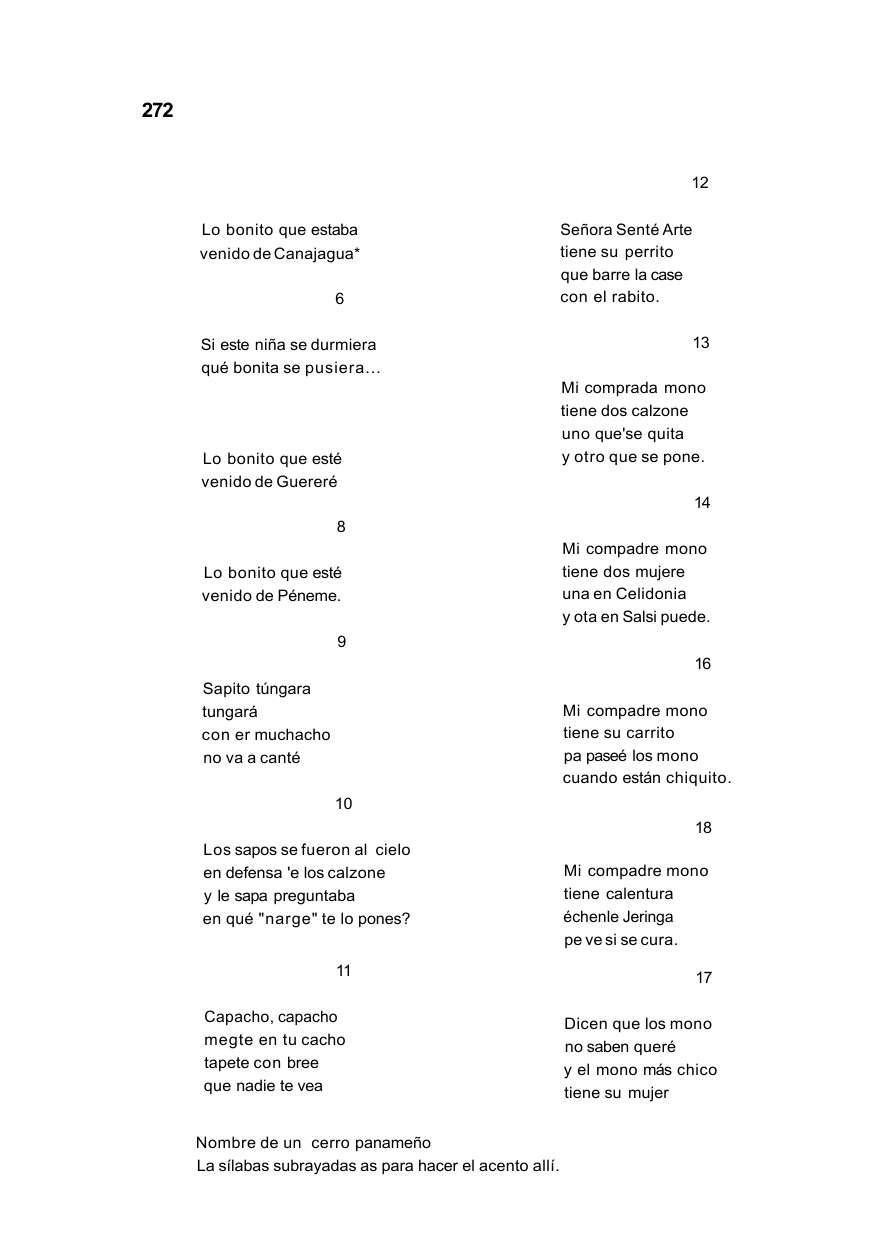 272
Lo bonito que estaba
venido de Canajagua*
6
Si este niña se durmiera
qué bonita se pusiera...
Lo bonito que esté
venido de Guereré
8
Lo bonito que esté
venido de Péneme.
9
Sapito túngara
tungará
con er muchacho
no va a canté
10
Los sapos se fueron al cielo
en defensa 'e los calzone
y le sapa preguntaba
en qué "narge" te lo pones?
11
Capacho, capacho
megte en tu cacho
tapete con bree
que nadie te vea
12
Señora Senté Arte
tiene su perrito
que barre la case
con el rabito.
13
Mi comprada mono
tiene dos calzone
uno que'se quita
y otro que se pone.
14
Mi compadre mono
tiene dos mujere
una en Celidonia
y ota en Salsi puede.
16
Mi compadre mono
tiene su carrito
pa paseé los mono
cuando están chiquito.
18
Mi compadre mono
tiene calentura
échenle Jeringa
pe ve si se cura.
17
Dicen que los mono
no saben queré
y el mono más chico
tiene su mujer
Nombre de un cerro panameño
La sílabas subrayadas as para hacer el acento allí.